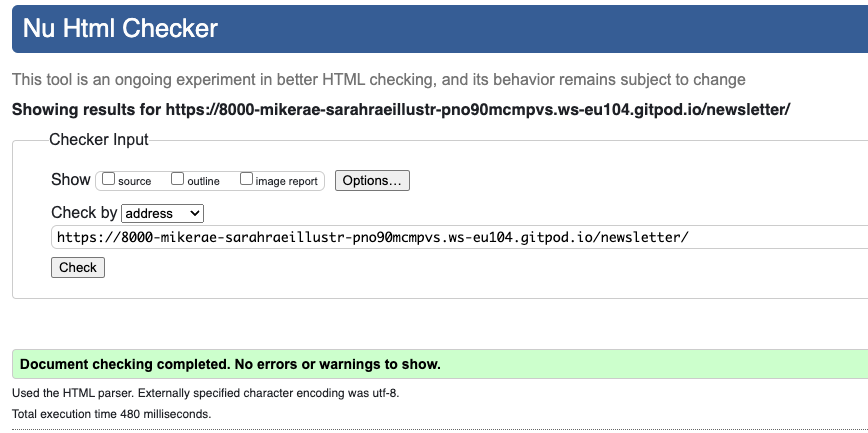 Nu Html Checker
This tool is an ongoing experiment in better HTML checking, and its behavior remains subject to change
Showing results for https://8000-mikerae-sarahraeillustr-pno90mcmpvs.ws-eu104.gitpod.io/newsletter/
Checker Input
Show source outline image report Options...
Check by address
https://8000-mikerae-sarahraeillustr-pno90mcmpvs.ws-eu104.gitpod.io/newsletter/
Check
Document checking completed. No errors or warnings to show.
Used the HTML parser. Externally specified character encoding was utf-8.
Total execution time 480 milliseconds.